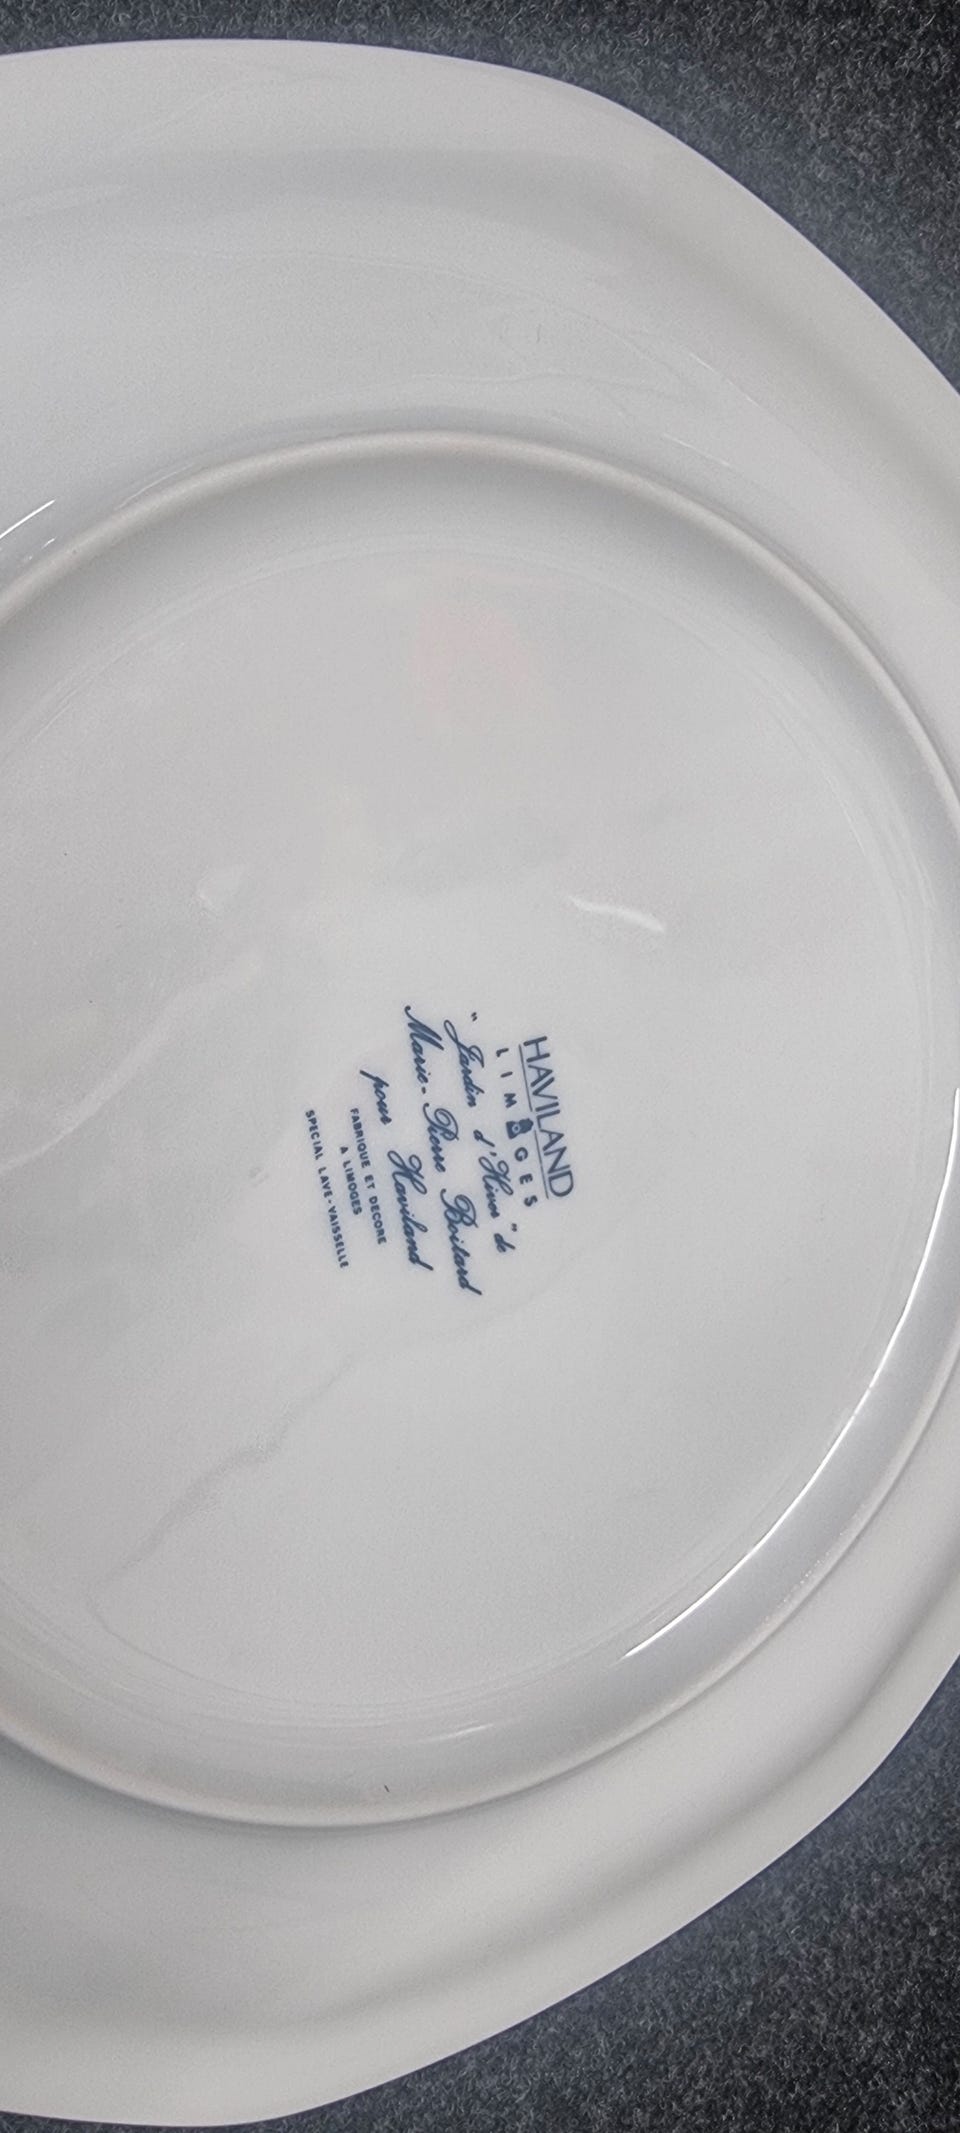 HAVILAND
LIMOGES
"Jardin d'Hiver" de
Marie-Pierre Boitard
pour Haviland
FABRIQUE ET DECORE
A LIMOGES
SPECIAL LAVE-VAISSELLE